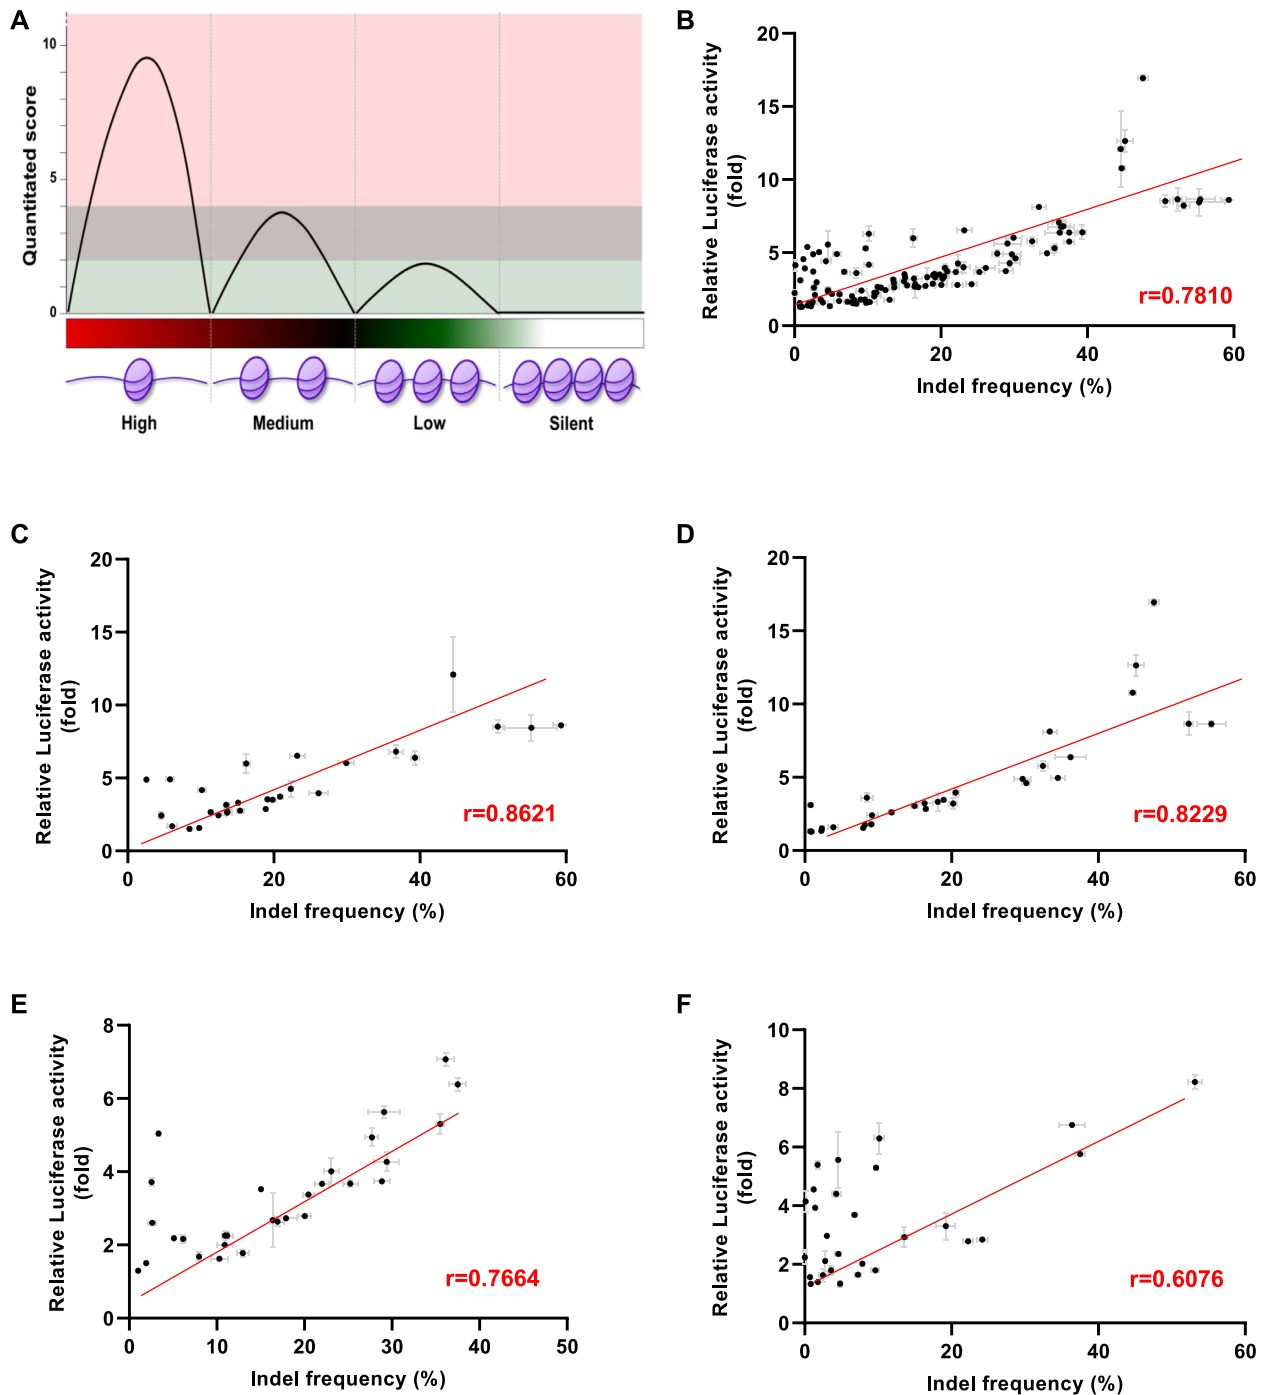 A
Quantitated score
10
5
0
High Medium Low Silent
B
Relative Luciferase activity
(fold)
20
15
10
5
0
r=0.7810
0 20 40 60
Indel frequency (%)
C
Relative Luciferase activity
(fold)
20
15
10
5
0
r=0.8621
0 20 40 60
Indel frequency (%)
D
Relative Luciferase activity
(fold)
20
15
10
5
0
r=0.8229
0 20 40 60
Indel frequency (%)
E
Relative Luciferase activity
(fold)
8
6
4
2
0
r=0.7664
0 10 20 30 40 50
Indel frequency (%)
F
Relative Luciferase activity
(fold)
10
8
6
4
2
0
r=0.6076
0 20 40 60
Indel frequency (%)